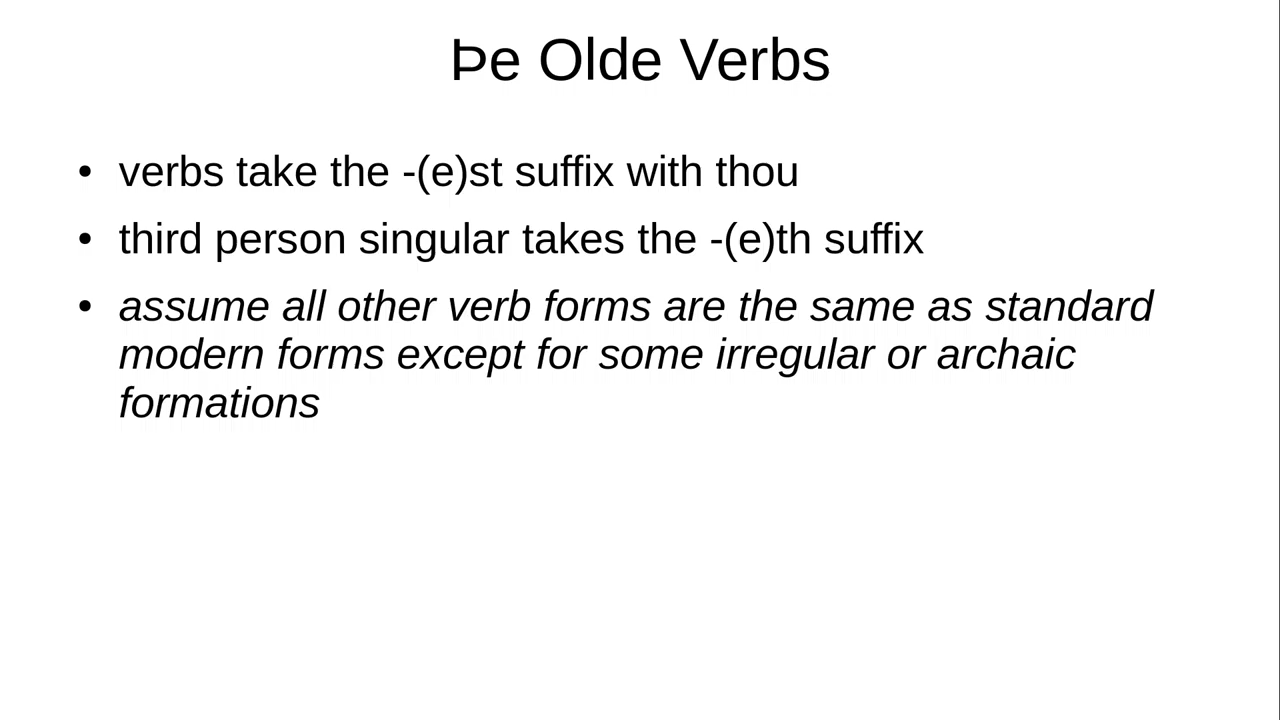 Þe Olde Verbs
• verbs take the -(e)st suffix with thou
• third person singular takes the -(e)th suffix
• assume all other verb forms are the same as standard
modern forms except for some irregular or archaic
formations